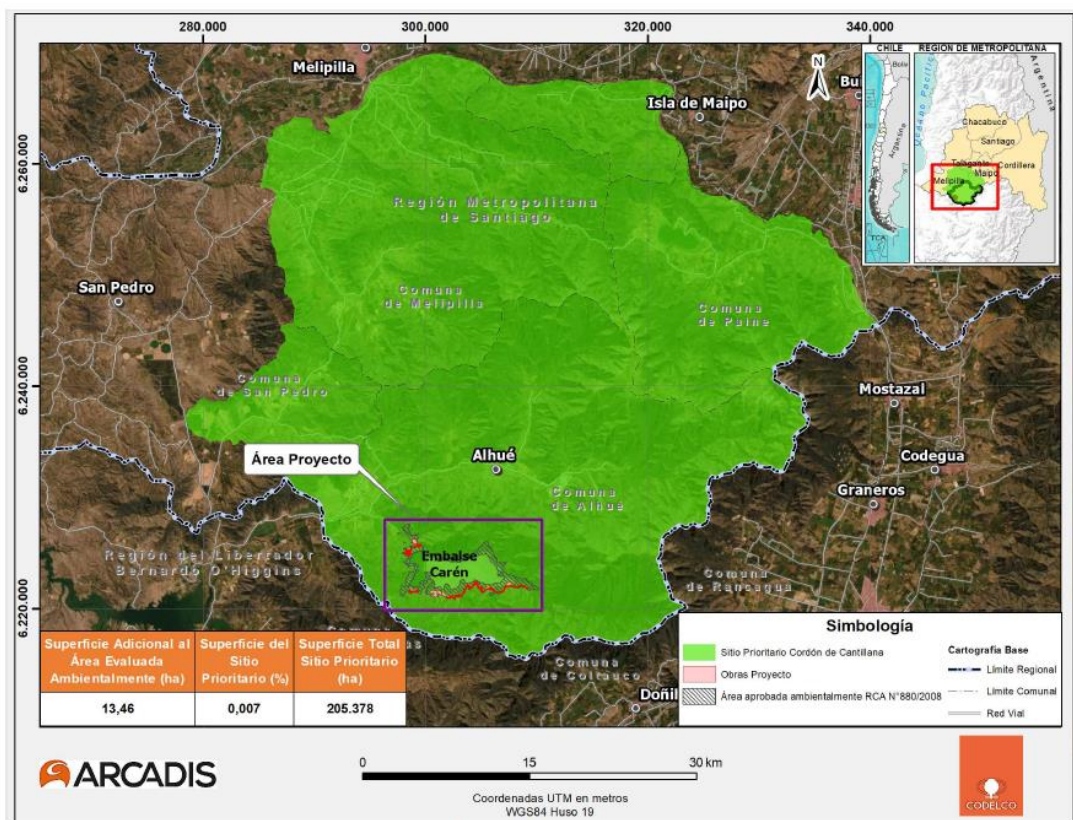 280.000
300.000
320.000
340.000
6.260.000
6.240.000
6.220.000
Melipilla
Isla de Maipo
Región Metropolitana
de Santiago
San Pedro
Comuna
de Melipilla
Comuna
de Paine
Comuna
de San Pedro
Mostazal
Área Proyecto
Alhué
Codegua
Comuna
de Alhué
Graneros
Región del Libertador
Bernardo O'Higgins
Embalse
Carén
Comuna
de Rancagua
Comuna
de Coltauco
N
CHILE
Argentina
TCA
REGIÓN DE METROPOLITANA
Océano Pacífico
Argentina
Chacabuco
Santiago
Talagante
Cordillera
Maipo
Melipilla
Superficie Adicional al
Área Evaluada
Ambientalmente (ha)
Superficie del
Sitio
Prioritario (%)
Superficie Total
Sitio Prioritario
(ha)
13,46
0,007
205.378
Simbología
Sitio Prioritario Cordón de Cantillana
Obras Proyecto
Área aprobada ambientalmente RCA N°880/2008
Cartografía Base
Límite Regional
Límite Comunal
Red Vial
ARCADIS
0 15 30 km
Coordenadas UTM en metros
WGS84 Huso 19
CODELCO